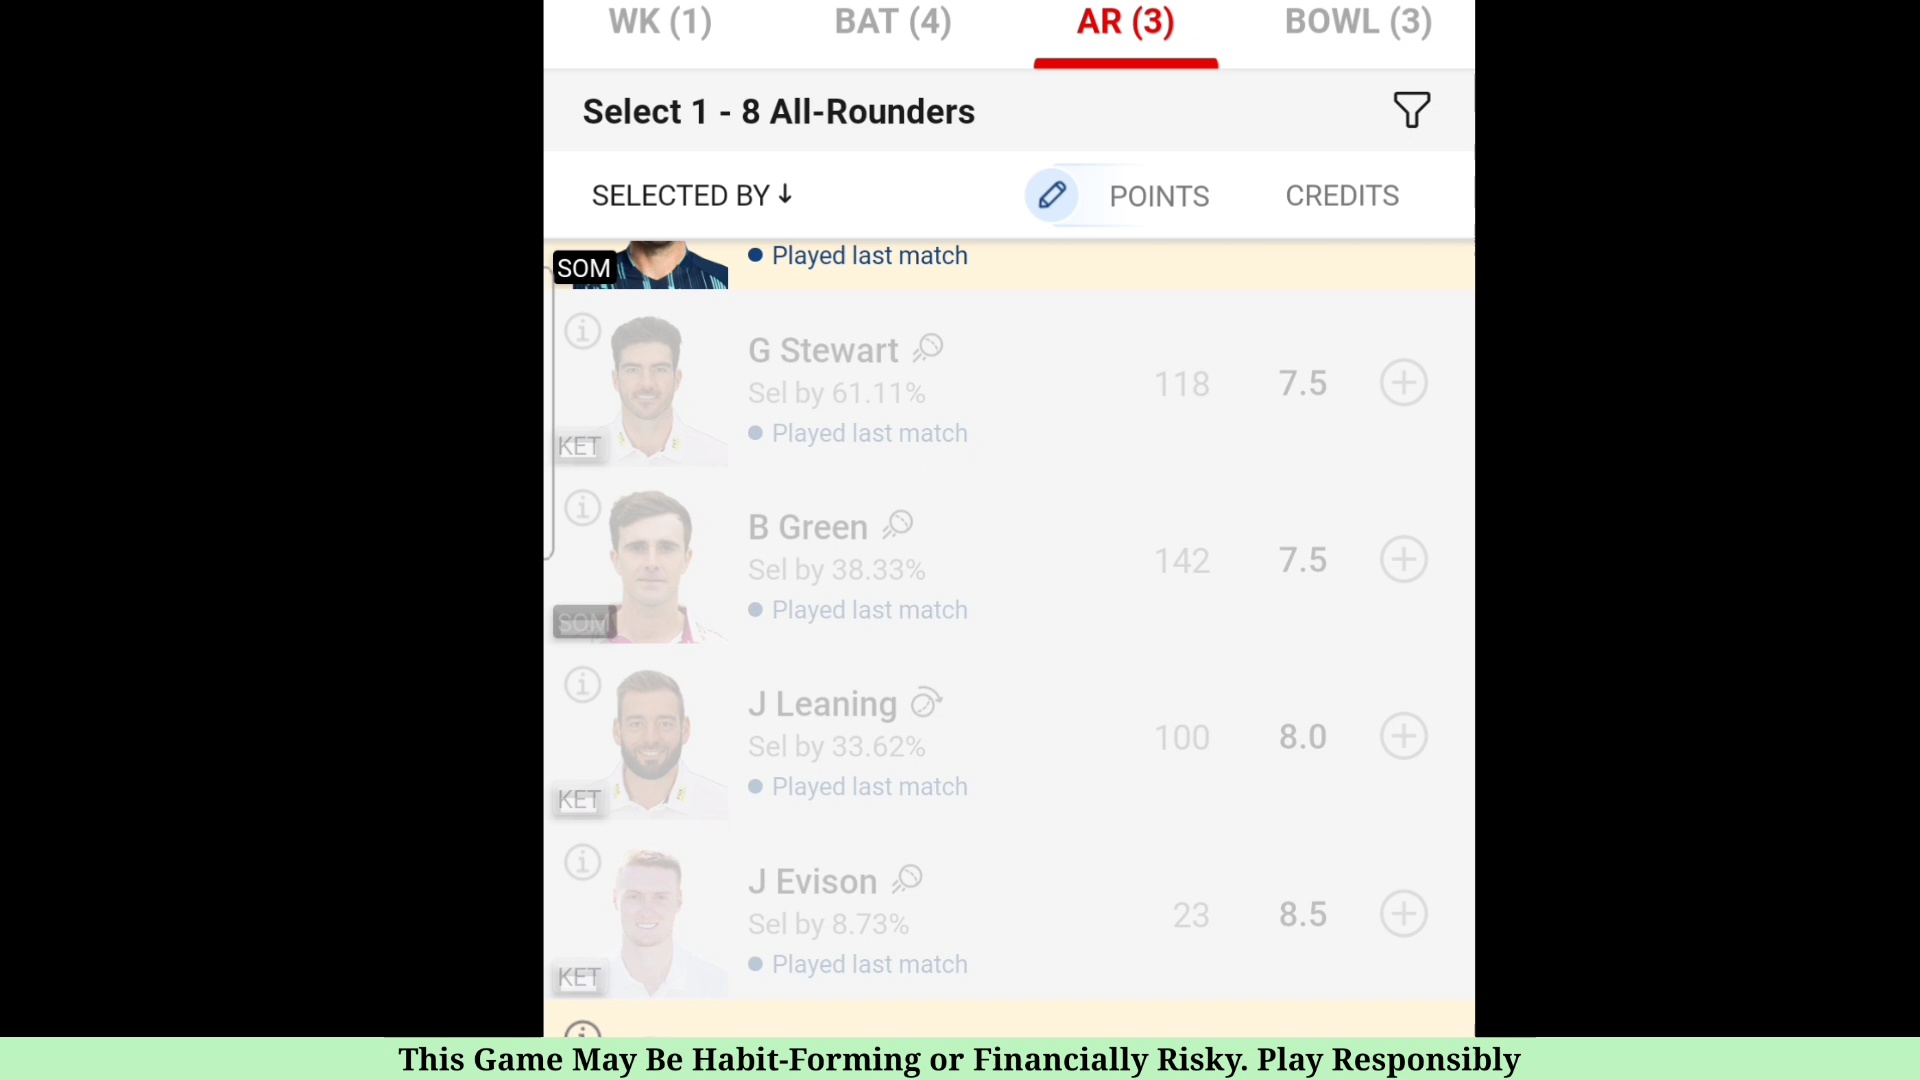 WK (1) BAT (4) AR (3) BOWL (3)
Select 1 - 8 All-Rounders
SELECTED BY ↓ POINTS CREDITS
SOM
Played last match
G Stewart
Sel by 61.11%
Played last match
118 7.5
KET
B Green
Sel by 38.33%
Played last match
142 7.5
SOM
J Leaning
Sel by 33.62%
Played last match
100 8.0
KET
J Evison
Sel by 8.73%
Played last match
23 8.5
KET
This Game May Be Habit-Forming or Financially Risky. Play Responsibly